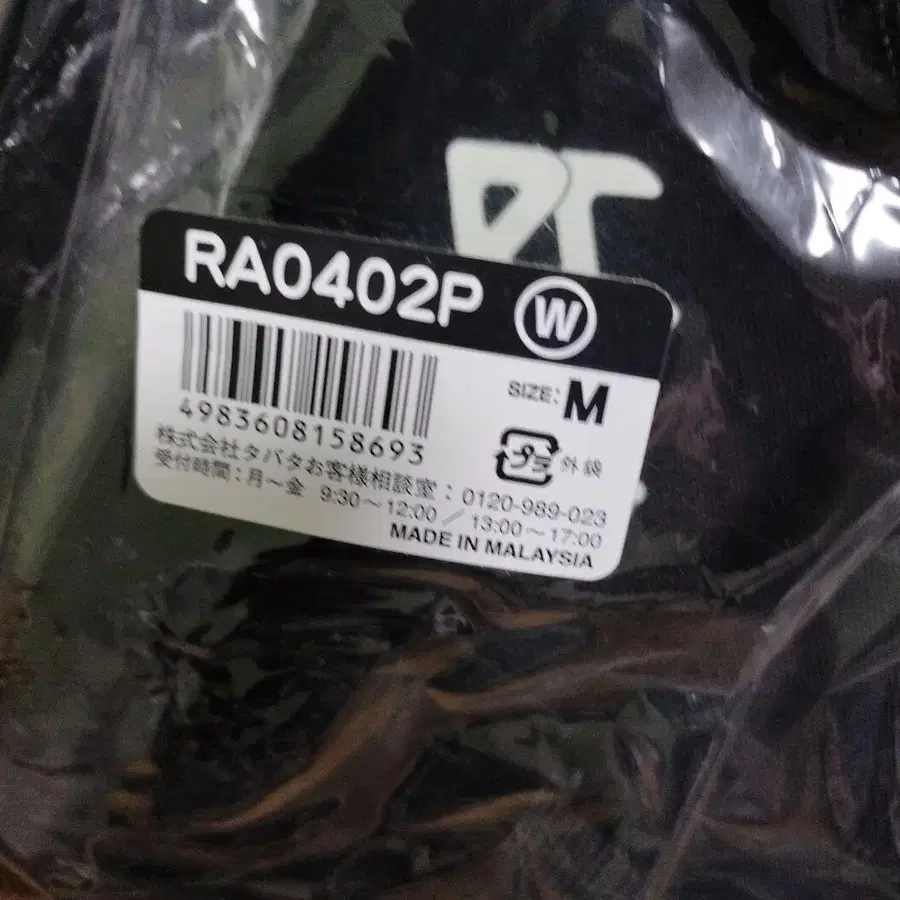 RA0402P W
SIZE: M
4983608158693
プラ 外袋
株式会社タバタお客様相談室：0120-989-023
受付時間：月～金 9:30～12:00／13:00～17:00
MADE IN MALAYSIA